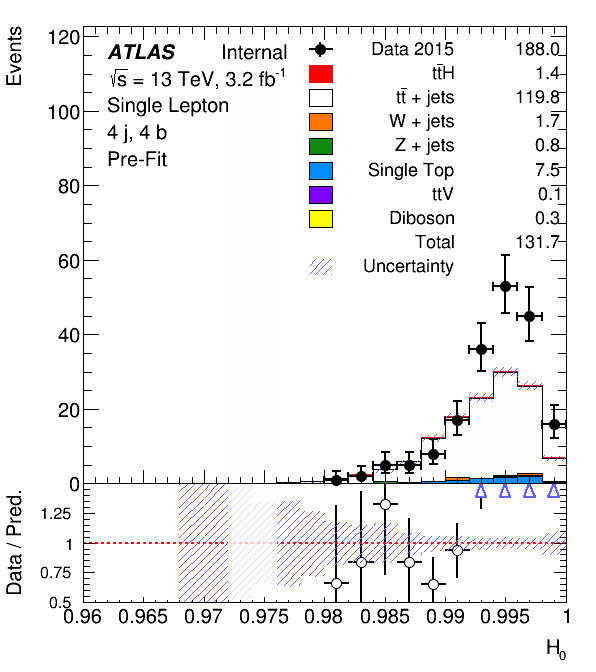 Events
120
100
80
60
40
20
0
ATLAS Internal
√s = 13 TeV, 3.2 fb⁻¹
Single Lepton
4 j, 4 b
Pre-Fit
Data 2015 188.0
tt̄H 1.4
tt̄ + jets 119.8
W + jets 1.7
Z + jets 0.8
Single Top 7.5
ttV 0.1
Diboson 0.3
Total 131.7
Uncertainty
Data / Pred.
1.25
1
0.75
0.5
0.96 0.965 0.97 0.975 0.98 0.985 0.99 0.995 1
H₀